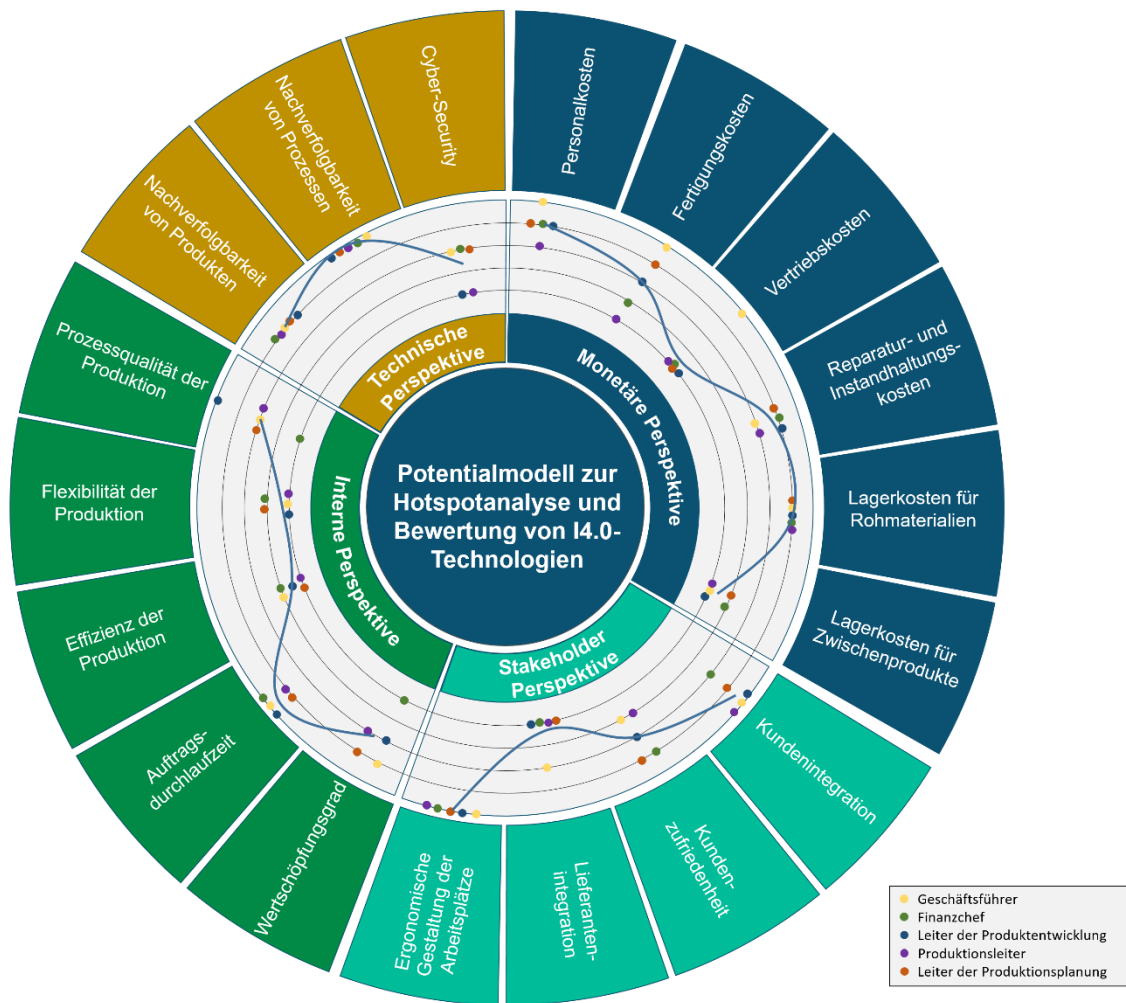 Cyber-Security
Personalkosten
Fertigungskosten
Vertriebskosten
Reparatur- und
Instandhaltungs-
kosten
Lagerkosten für
Rohmaterialien
Lagerkosten für
Zwischenprodukte
Kundenintegration
Kunden-
zufriedenheit
Lieferanten-
integration
Ergonomische
Gestaltung der
Arbeitsplätze
Wertschöpfungsgrad
Auftrags-
durchlaufzeit
Effizienz der
Produktion
Flexibilität der
Produktion
Prozessqualität der
Produktion
Nachverfolgbarkeit
von Produkten
Nachverfolgbarkeit
von Prozessen
Technische
Perspektive
Monetäre Perspektive
Stakeholder
Perspektive
Interne Perspektive
Potentialmodell zur
Hotspotanalyse und
Bewertung von I4.0-
Technologien
Geschäftsführer
Finanzchef
Leiter der Produktentwicklung
Produktionsleiter
Leiter der Produktionsplanung